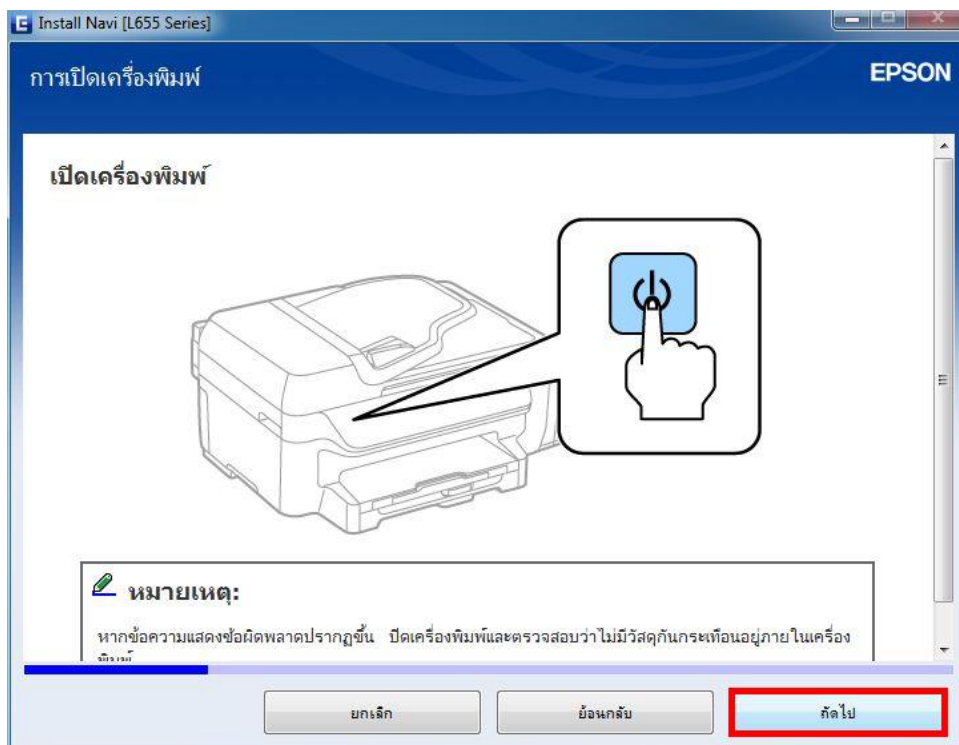 Install Navi [L655 Series]
การเปิดเครื่องพิมพ์
EPSON
เปิดเครื่องพิมพ์
หมายเหตุ:
หากข้อความแสดงข้อผิดพลาดปรากฏขึ้น ปิดเครื่องพิมพ์และตรวจสอบว่าไม่มีวัสดุกันกระเทือนอยู่ภายในเครื่อง
พิมพ์
ยกเลิก
ย้อนกลับ
ถัดไป